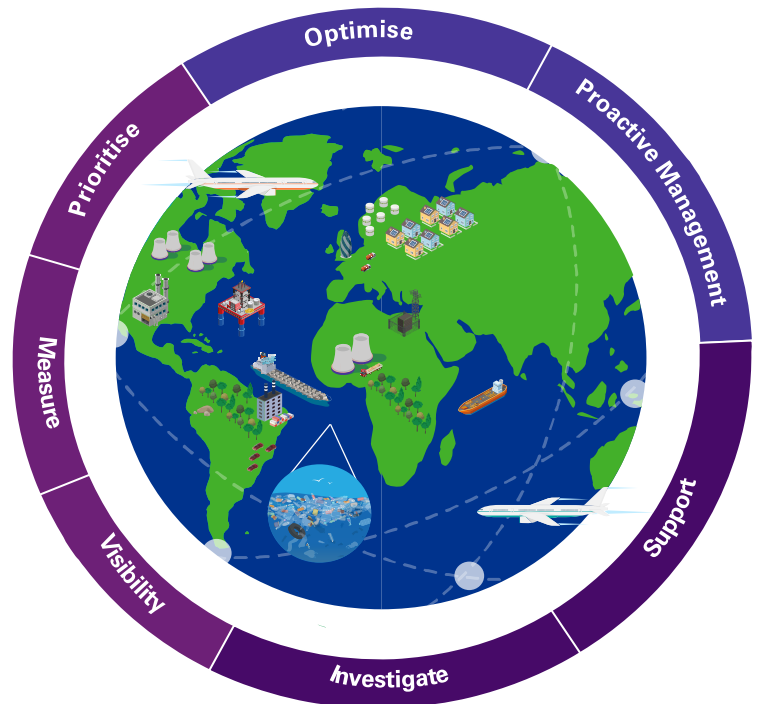 Optimise
Proactive Management
Support
Investigate
Visibility
Measure
Prioritise